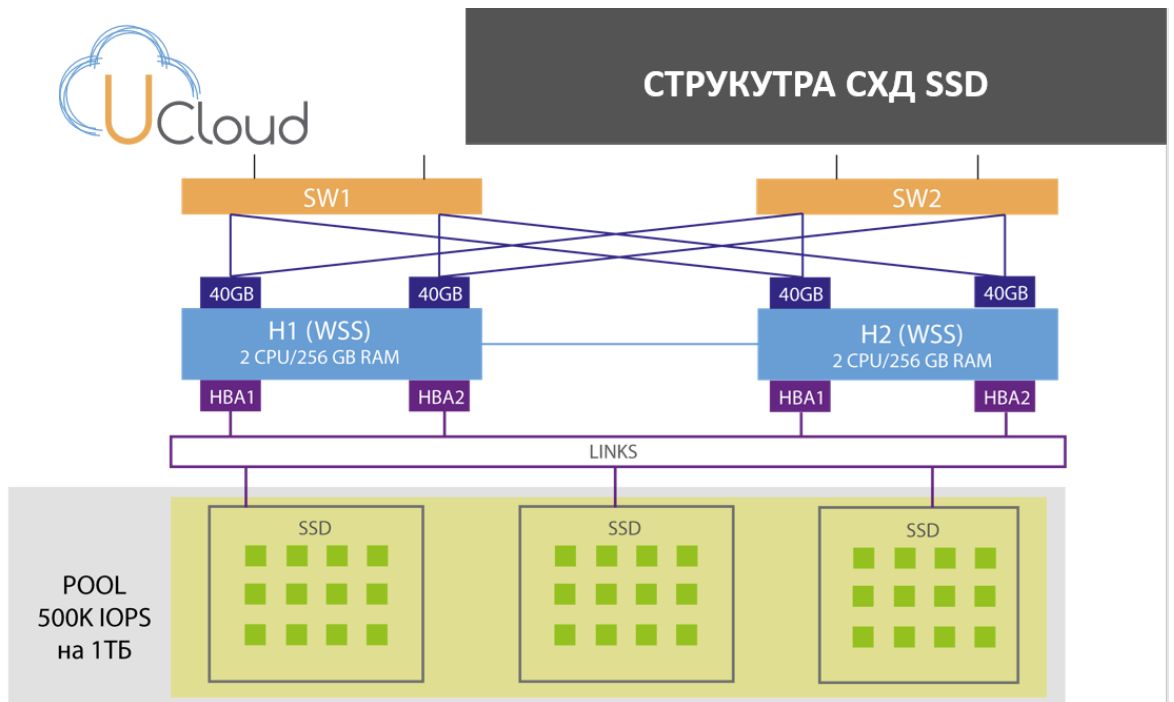 UCloud
СТРУКУТРА СХД SSD
SW1
SW2
40GB
40GB
40GB
40GB
H1 (WSS)
2 CPU/256 GB RAM
H2 (WSS)
2 CPU/256 GB RAM
HBA1
HBA2
HBA1
HBA2
LINKS
SSD
SSD
SSD
POOL
500K IOPS
на 1ТБ